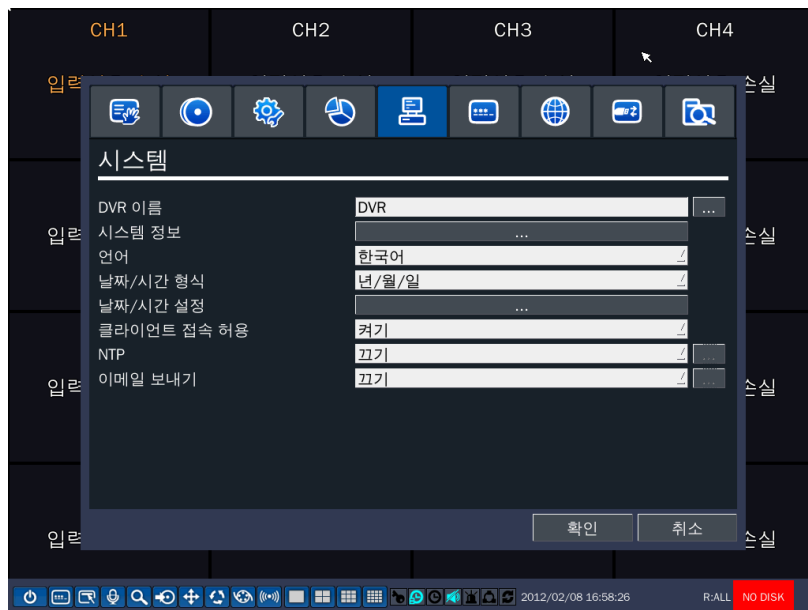 CH1 CH2 CH3 CH4
입력 손실
시스템
DVR 이름 DVR ...
시스템 정보 ...
언어 한국어
날짜/시간 형식 년/월/일
날짜/시간 설정 ...
클라이언트 접속 허용 켜기
NTP 끄기 ...
이메일 보내기 끄기 ...
입력 손실
입력 손실
확인 취소
입력 손실
2012/02/08 16:58:26 R:ALL NO DISK